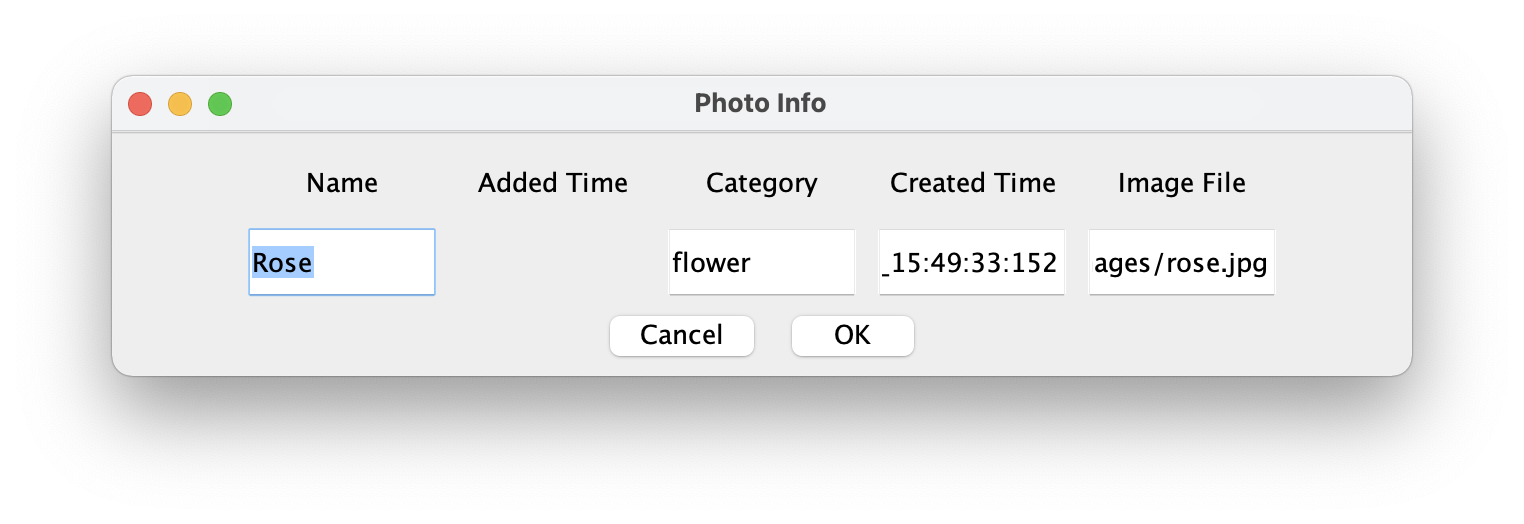 Photo Info
Name Added Time Category Created Time Image File
Rose flower _15:49:33:152 ages/rose.jpg
Cancel OK